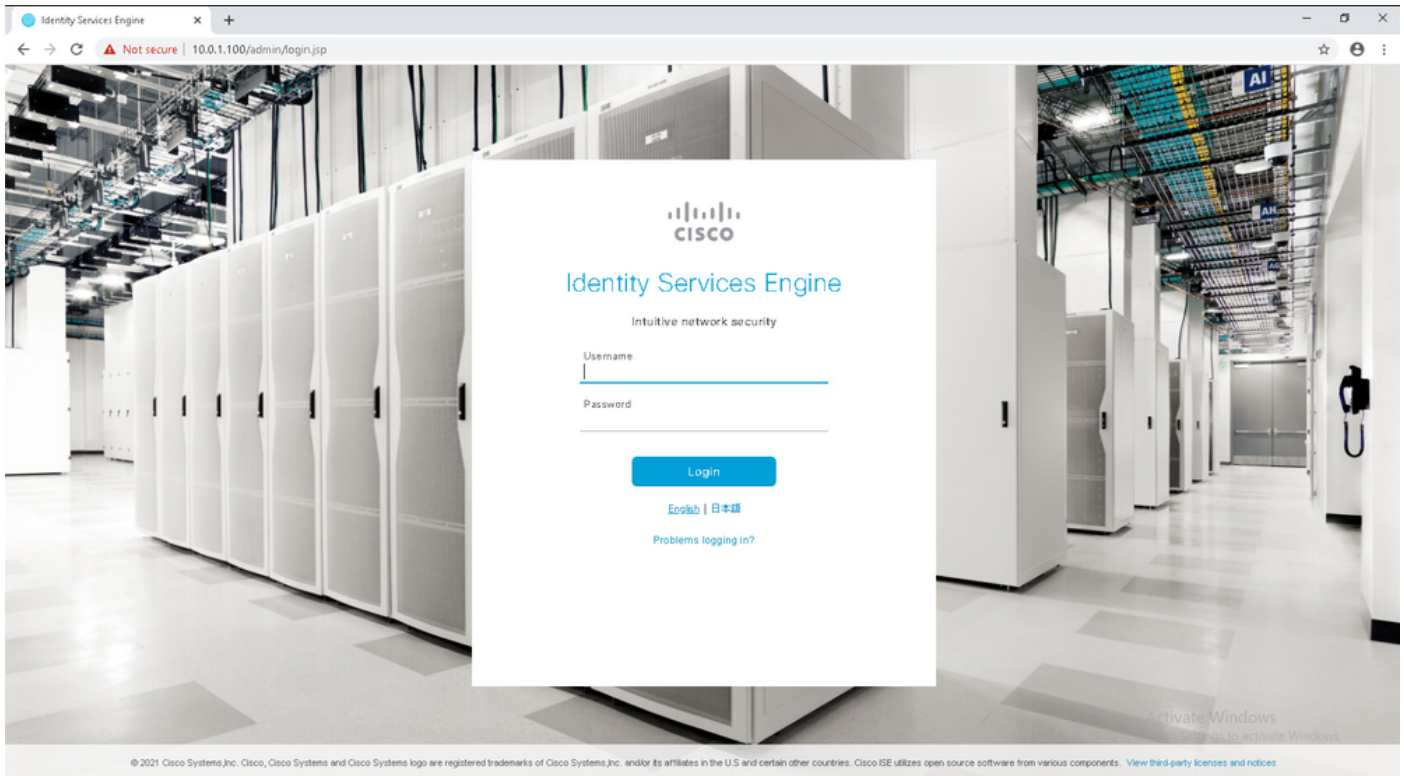 Identity Services Engine
Not secure | 10.0.1.100/admin/login.jsp
AI
AH
CISCO
Identity Services Engine
Intuitive network security
Username
Password
Login
English | 日本語
Problems logging in?
Activate Windows
to activate Windows.
© 2021 Cisco Systems,Inc. Cisco, Cisco Systems and Cisco Systems logo are registered trademarks of Cisco Systems,Inc. and/or its affiliates in the U.S and certain other countries. Cisco ISE utilizes open source software from various components. View third-party licenses and notices